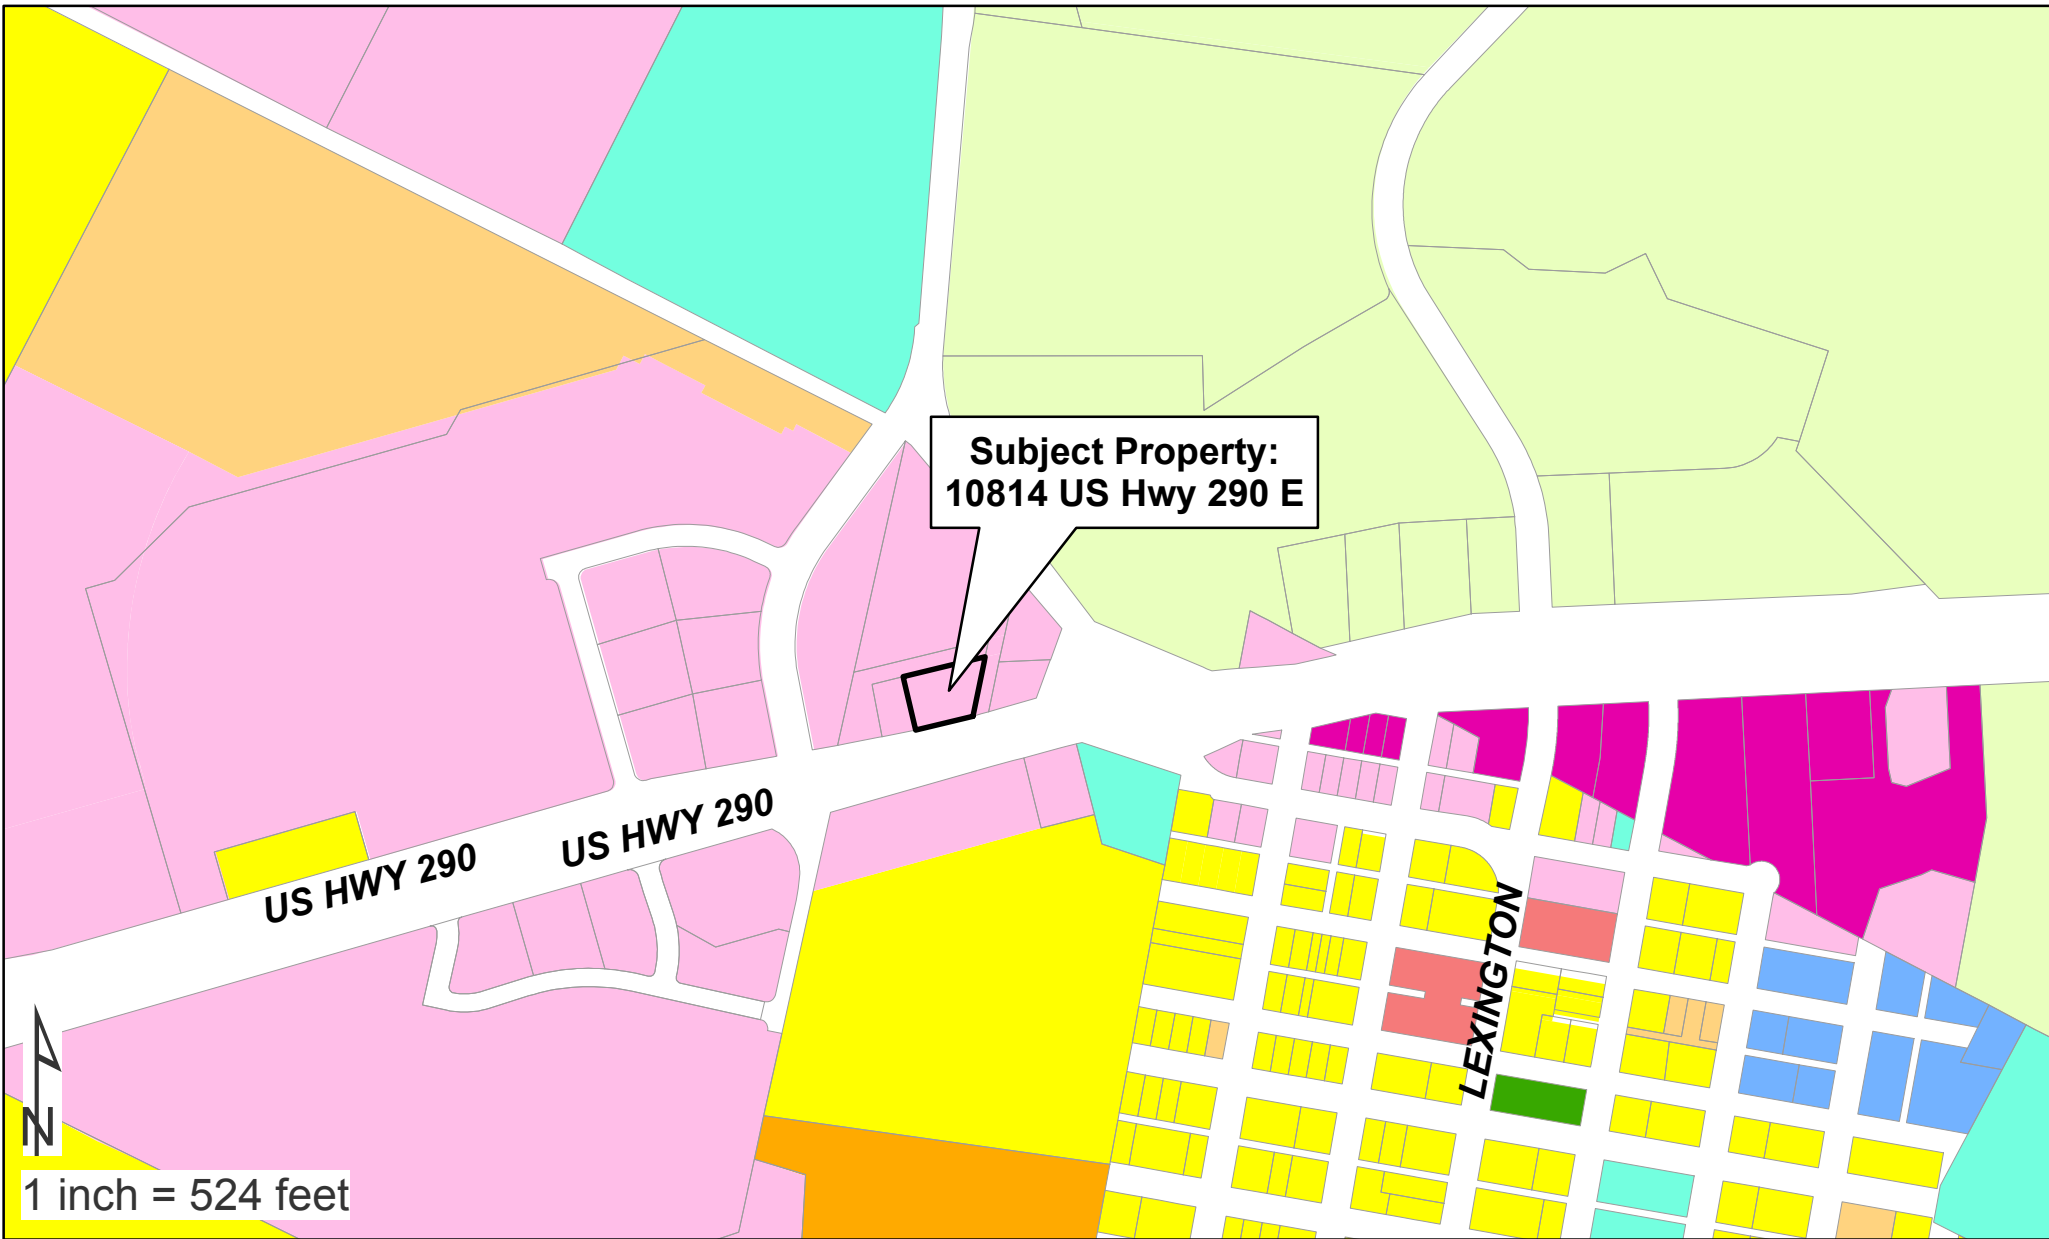 Subject Property:
10814 US Hwy 290 E
US HWY 290
US HWY 290
LEXINGTON
N
1 inch = 524 feet